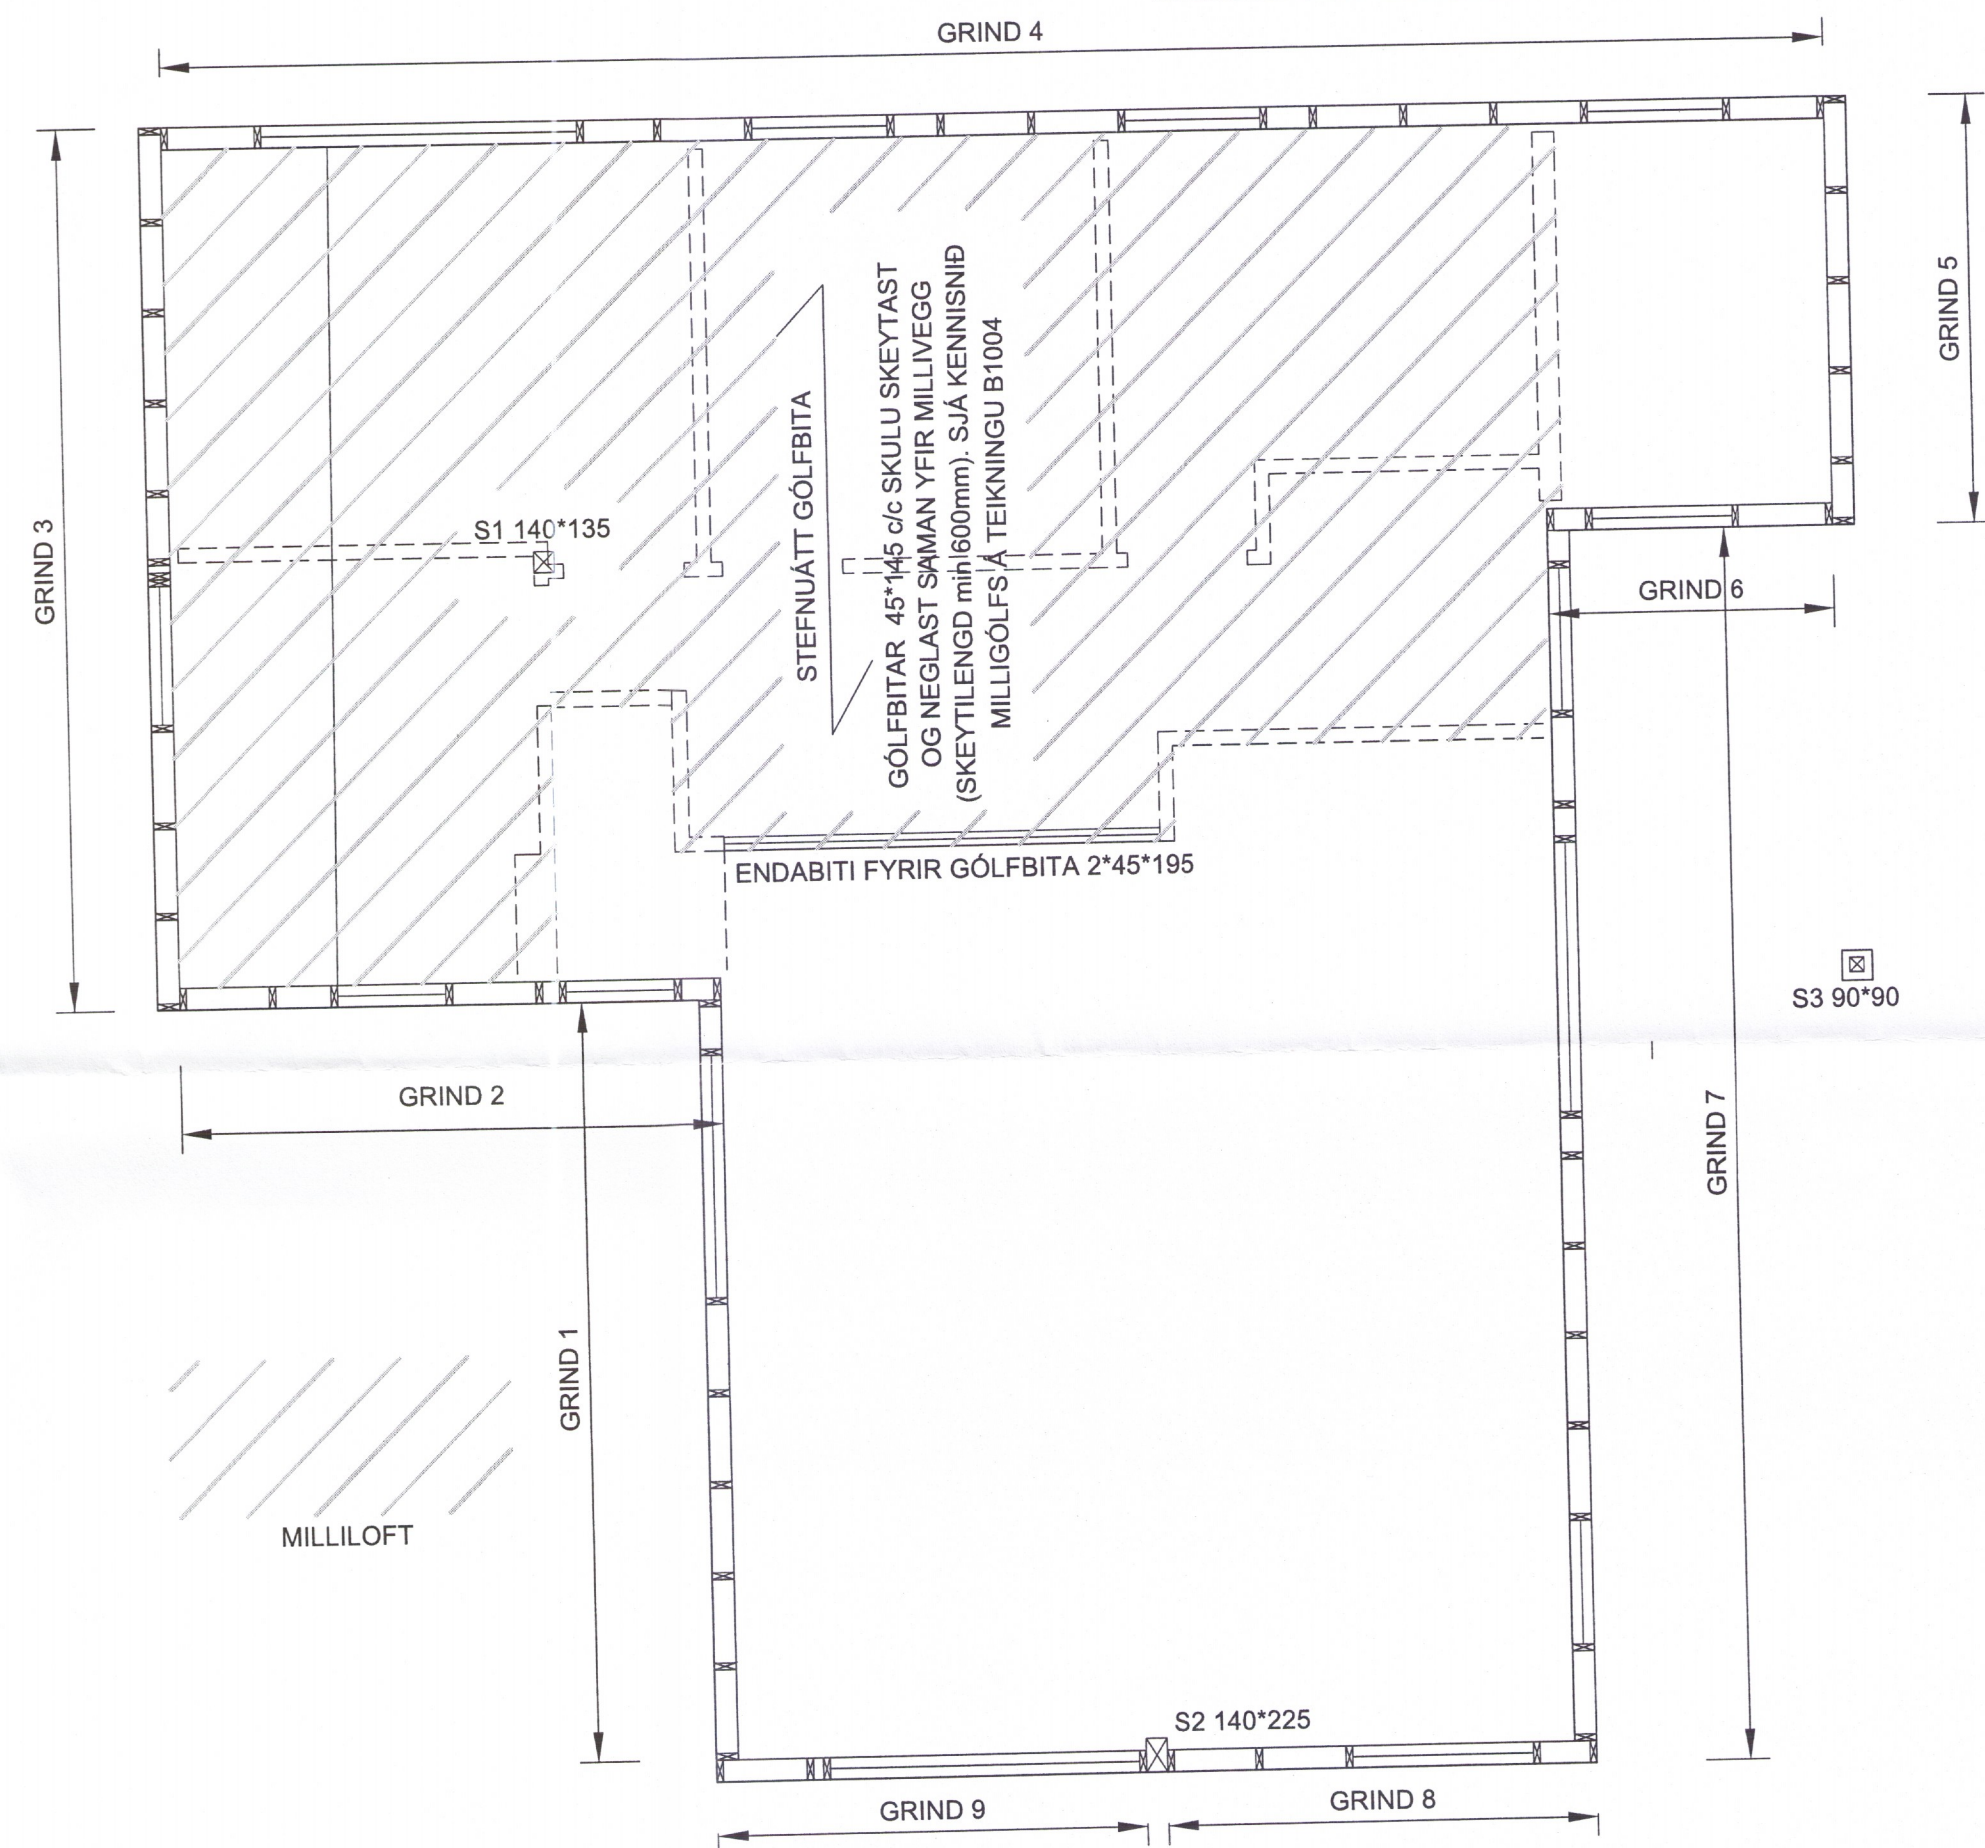 GRIND 4
GRIND 3
GRIND 5
S1 140*135
STEFNUÁTT GÓLFBITA
GÓLFBITAR 45*145 c/c SKULU SKEYTAST
OG NEGLAST SAMAN YFIR MILLIVEGG
(SKEYTILENGD min 600mm). SJÁ KENNISNIÐ
MILLIGÓLFS Á TEIKNINGU B1004
GRIND 6
ENDABITI FYRIR GÓLFBITA 2*45*195
S3 90*90
GRIND 2
GRIND 7
GRIND 1
MILLILOFT
S2 140*225
GRIND 9
GRIND 8